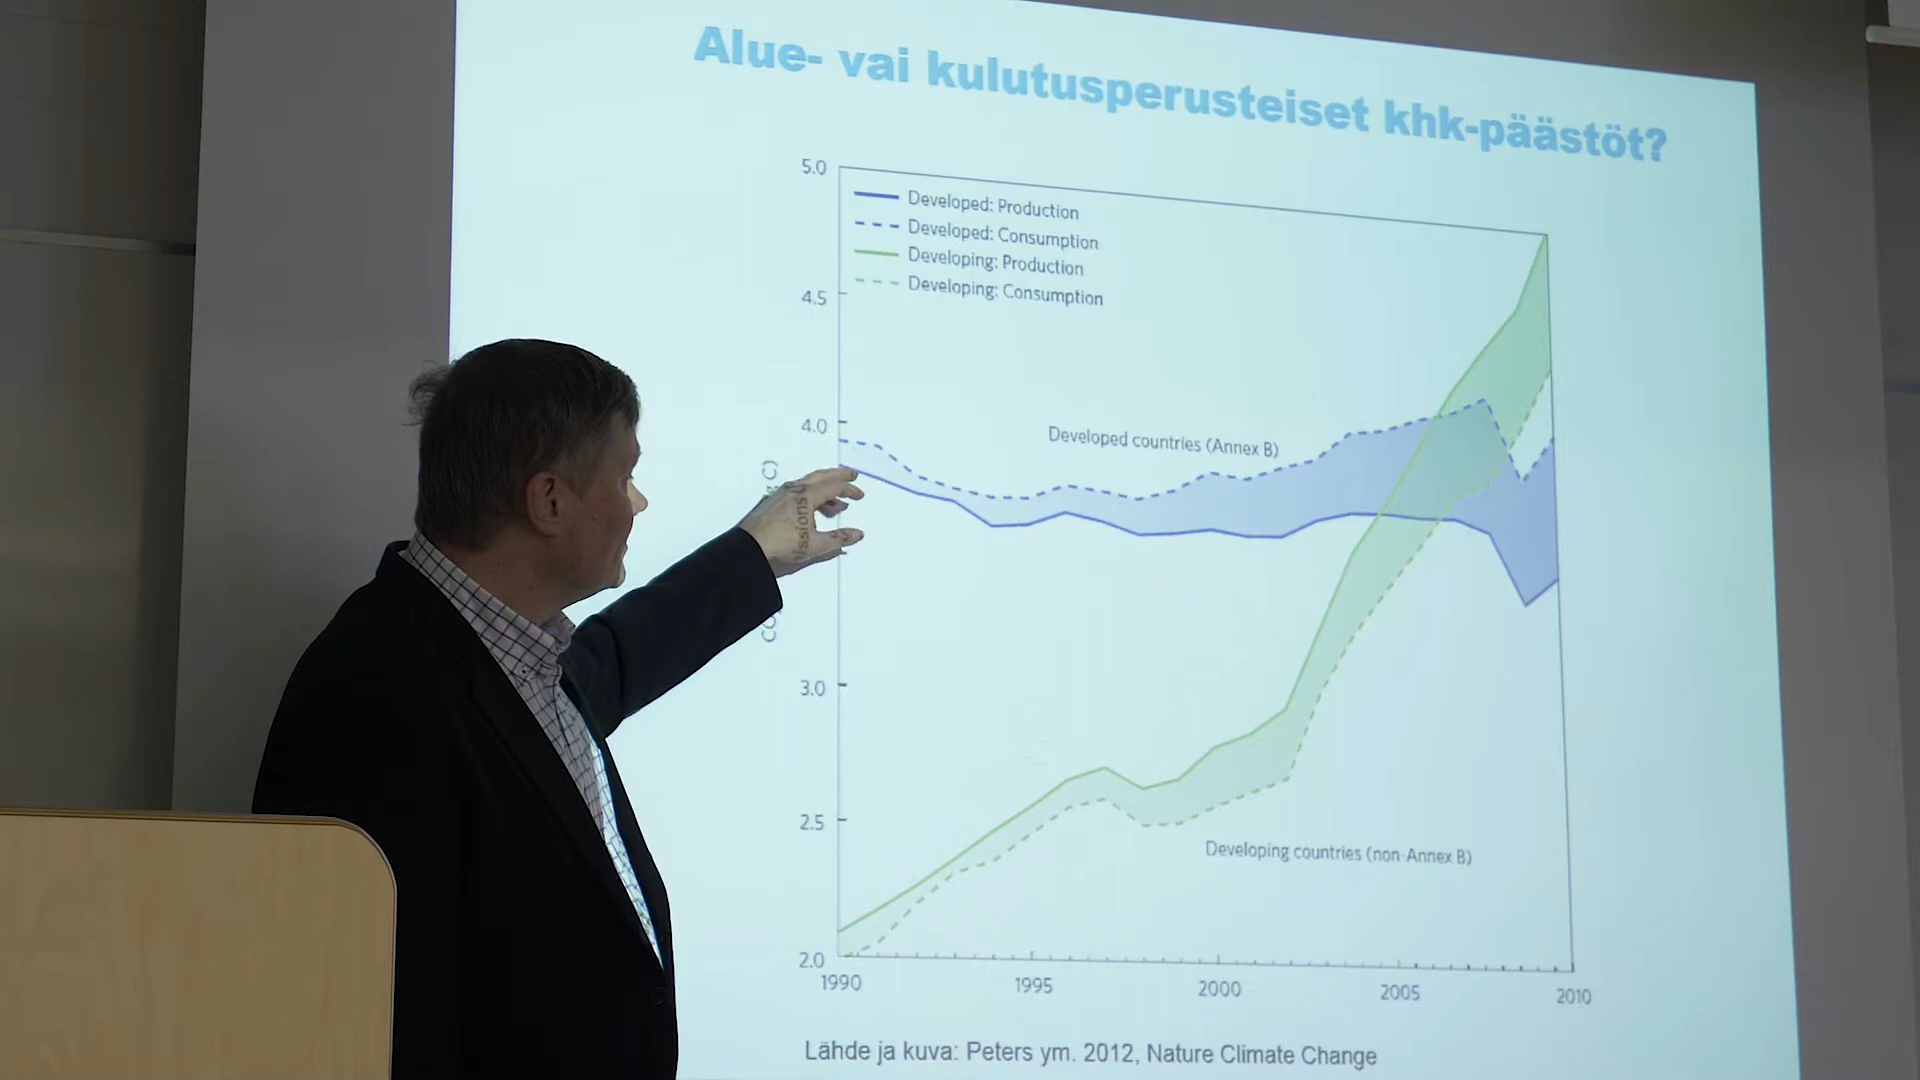 Alue- vai kulutusperusteiset khk-päästöt?
5.0
Developed: Production
Developed: Consumption
Developing: Production
Developing: Consumption
4.5
4.0
Developed countries (Annex B)
3.0
2.5
Developing countries (non-Annex B)
2.0
1990 1995 2000 2005 2010
Lähde ja kuva: Peters ym. 2012, Nature Climate Change